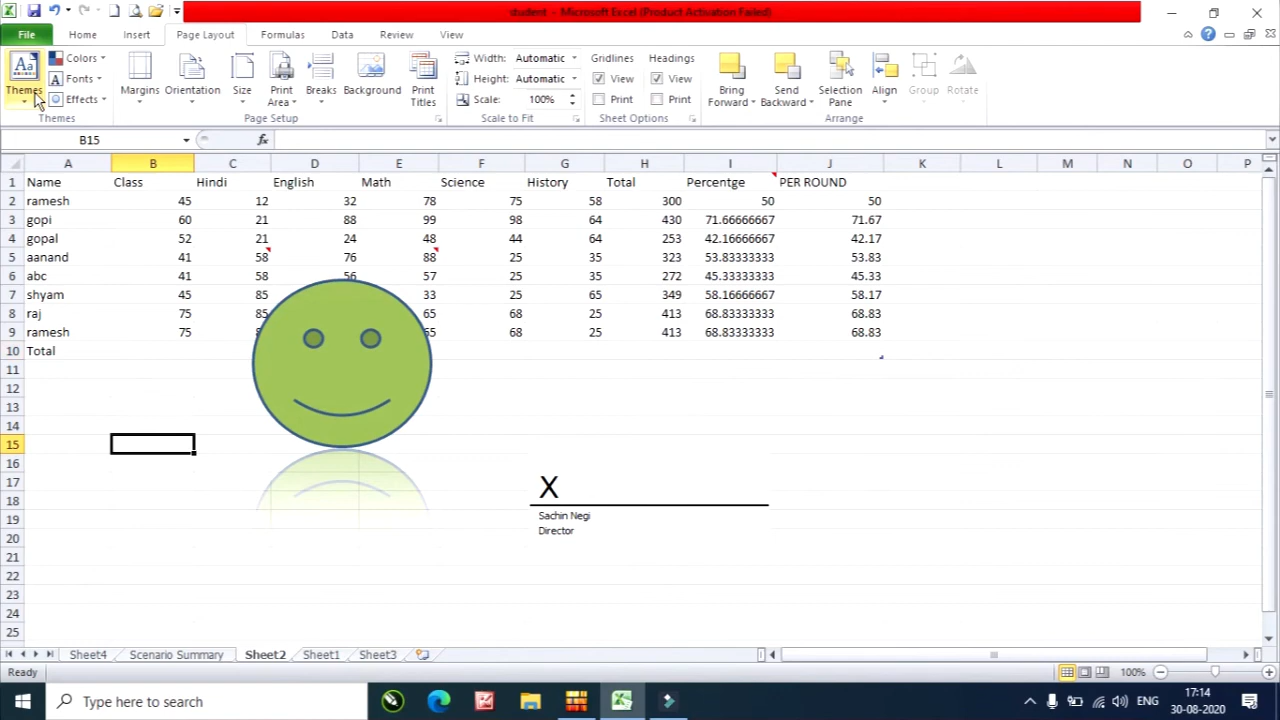 student - Microsoft Excel (Product Activation Failed)
File Home Insert Page Layout Formulas Data Review View
Themes Colors Fonts Effects Margins Orientation Size Print Area Breaks Background Print Titles Width: Automatic Height: Automatic Scale: 100% Gridlines View Print Headings View Print Bring Forward Send Backward Selection Pane Align Group Rotate
Themes Page Setup Scale to Fit Sheet Options Arrange
B15 fx
A B C D E F G H I J K L M N O P
1 Name Class Hindi English Math Science History Total Percentge PER ROUND
2 ramesh 45 12 32 78 75 58 300 50 50
3 gopi 60 21 88 99 98 64 430 71.66666667 71.67
4 gopal 52 21 24 48 44 64 253 42.16666667 42.17
5 aanand 41 58 76 88 25 35 323 53.83333333 53.83
6 abc 41 58 56 57 25 35 272 45.33333333 45.33
7 shyam 45 85 33 25 65 349 58.16666667 58.17
8 raj 75 85 65 68 25 413 68.83333333 68.83
9 ramesh 75 68 25 413 68.83333333 68.83
10 Total
11
12
13
14
15
16
17 X
18
19 Sachin Negi
20 Director
21
22
23
24
25
Sheet4 Scenario Summary Sheet2 Sheet1 Sheet3
Ready 100%
Type here to search ENG 17:14
30-08-2020